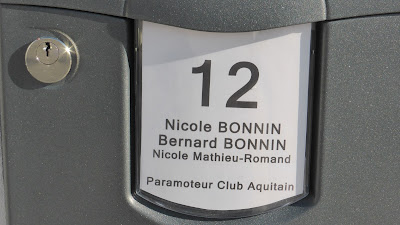 12
Nicole BONNIN
Bernard BONNIN
Nicole Mathieu-Romand
Paramoteur Club Aquitain